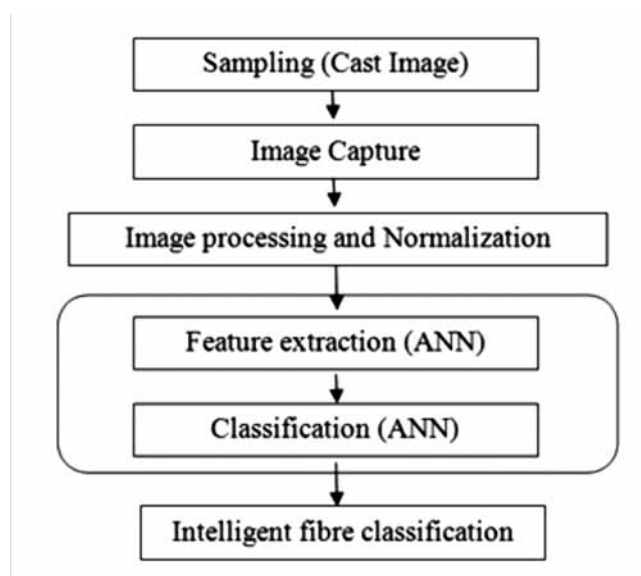 Sampling (Cast Image)
Image Capture
Image processing and Normalization
Feature extraction (ANN)
Classification (ANN)
Intelligent fibre classification